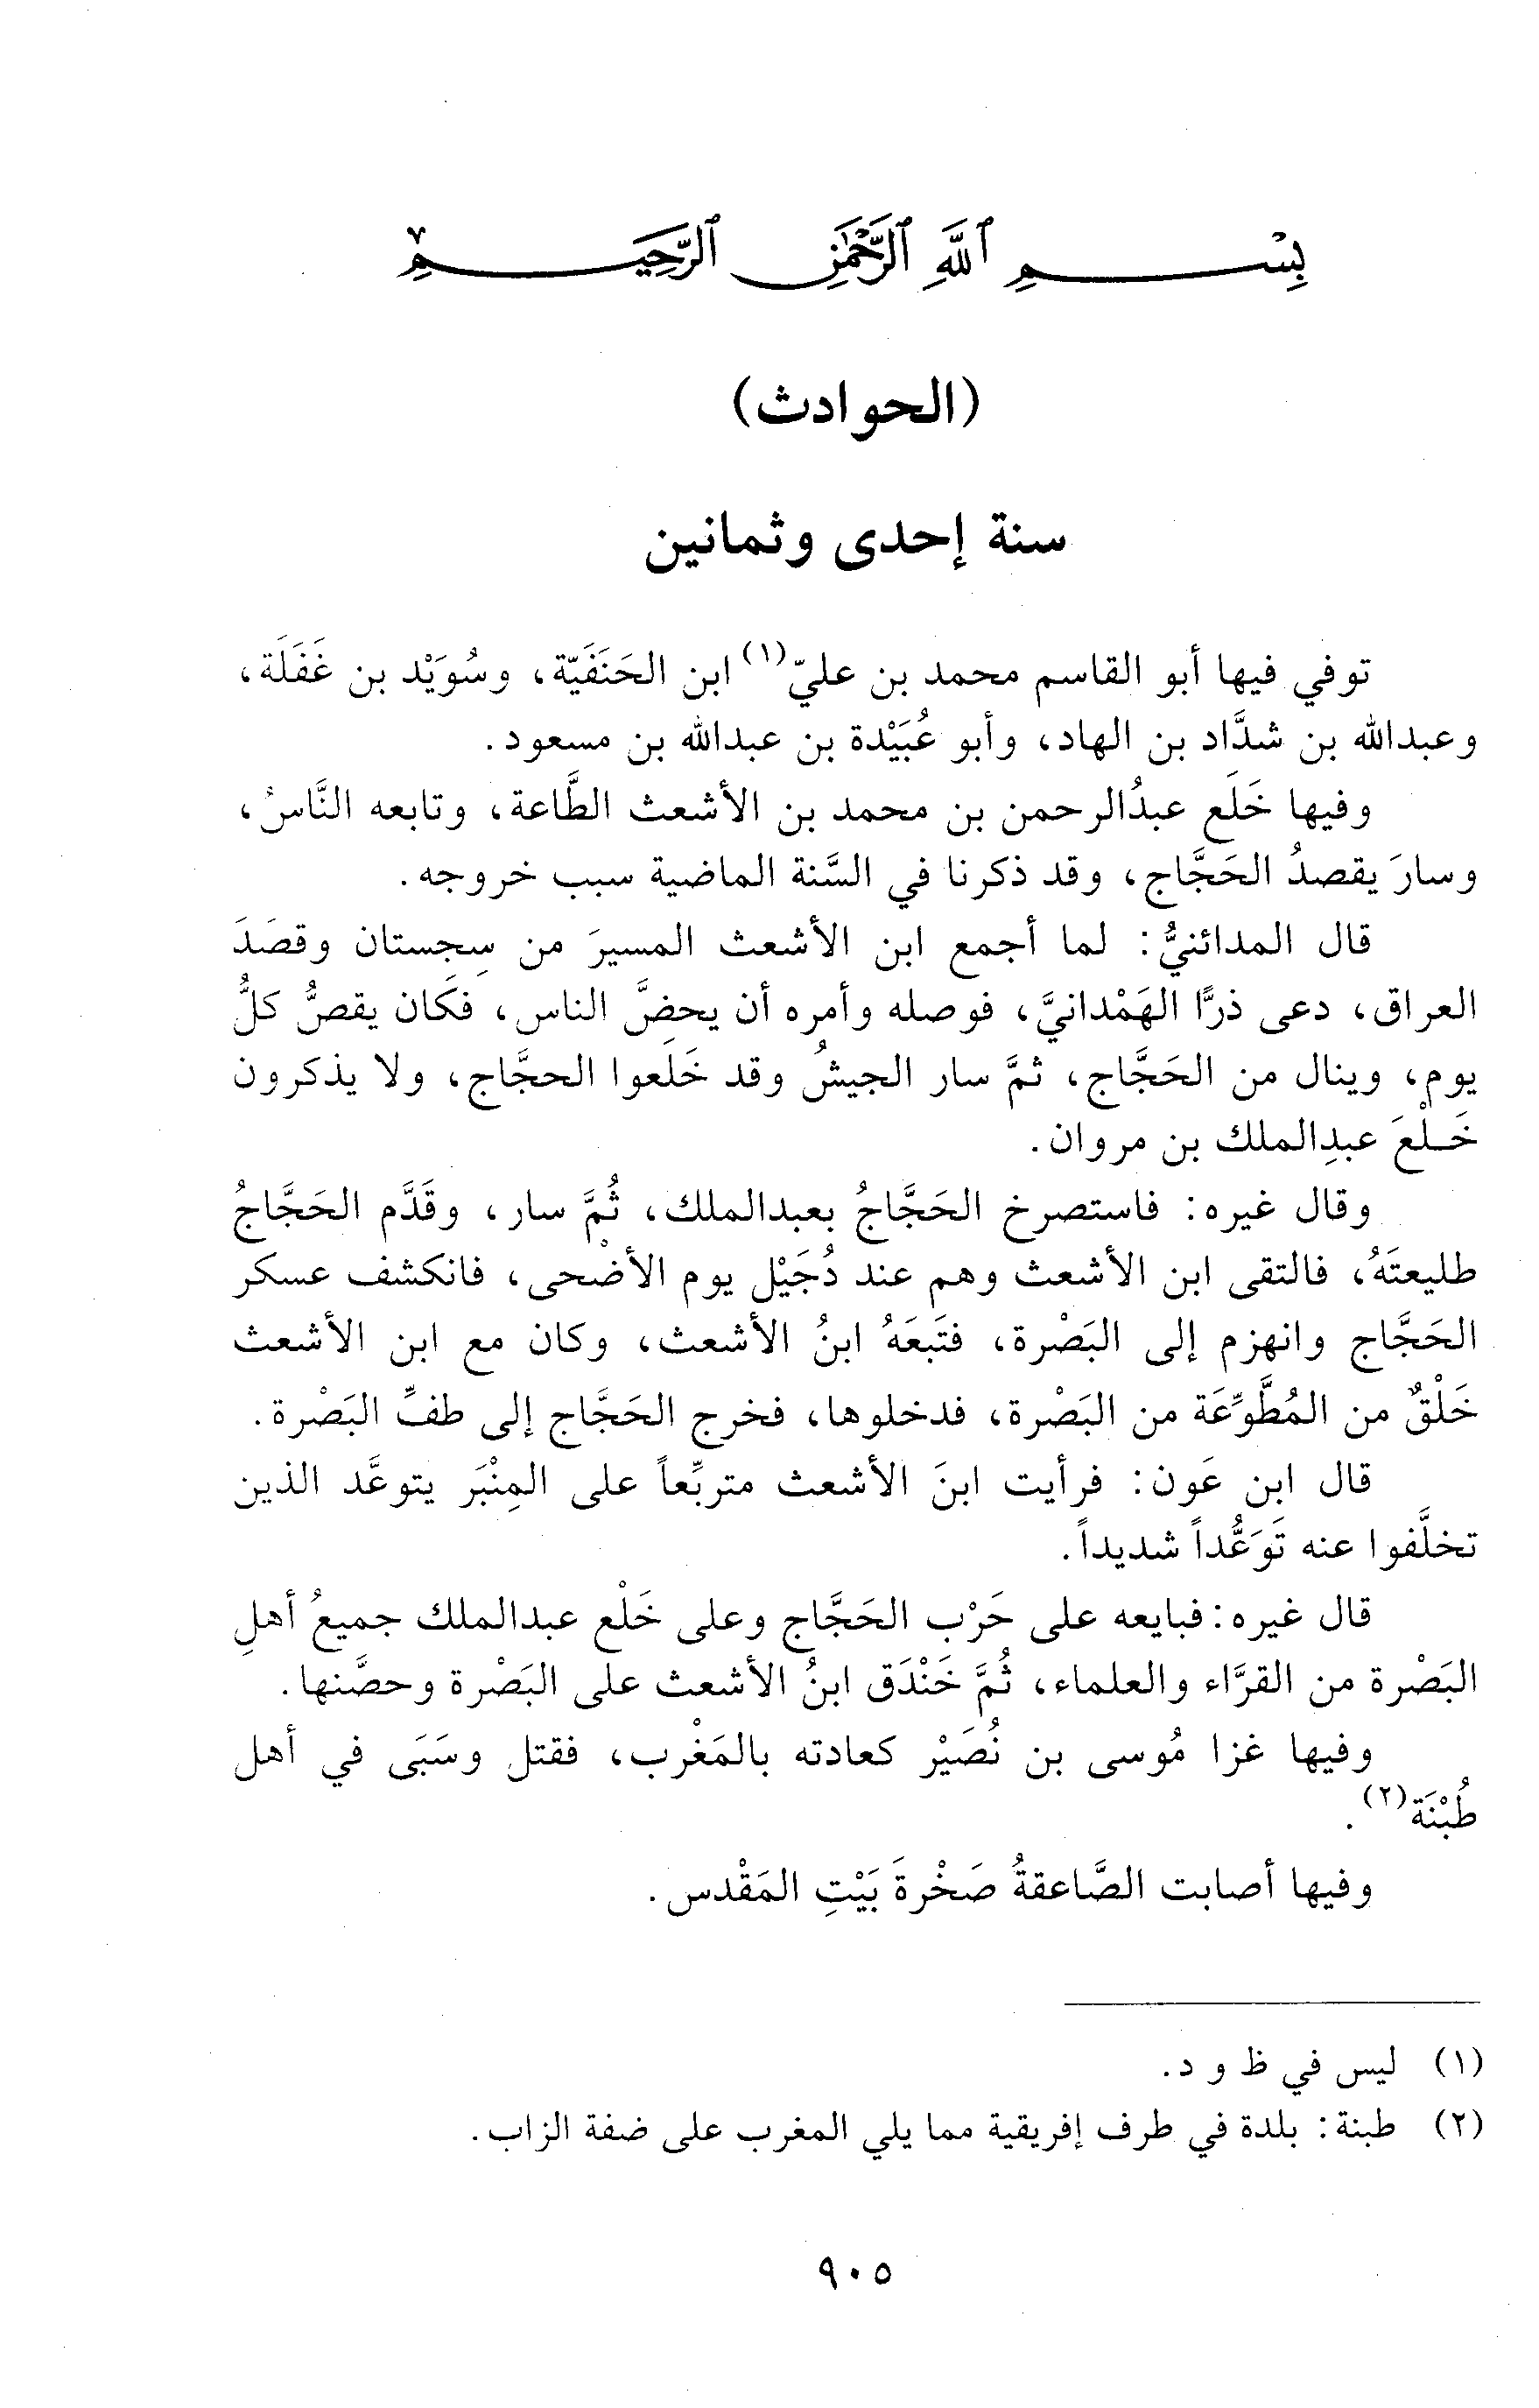 بِسْمِ ٱللَّهِ ٱلرَّحْمَٰنِ ٱلرَّحِيمِ
(الحوادث)
سنة إحدى وثمانين
توفي فيها أبو القاسم محمد بن عليّ(١) ابن الحَنَفَيّة، وسُوَيْد بن غَفَلَة،
وعبدالله بن شدَّاد بن الهاد، وأبو عُبَيْدة بن عبدالله بن مسعود.
وفيها خَلَع عبدُالرحمن بن محمد بن الأشعث الطَّاعة، وتابعه النَّاسُ،
وسارَ يقصدُ الحَجَّاج، وقد ذكرنا في السَّنة الماضية سبب خروجه.
قال المدائنيُّ: لما أجمع ابن الأشعث المسيرَ من سِجستان وقصَدَ
العراق، دعى ذرًّا الهَمْدانيَّ، فوصله وأمره أن يحضِّ الناس، فكَان يقصُّ كلُّ
يوم، وينال من الحَجَّاج، ثمَّ سار الجيشُ وقد خَلَعوا الحجَّاج، ولا يذكرون
خَـلْعَ عبدِالملك بن مروان.
وقال غيره: فاستصرخ الحَجَّاجُ بعبدالملك، ثُمَّ سار، وقَدَّم الحَجَّاجُ
طليعتَهُ، فالتقى ابن الأشعث وهم عند دُجَيْل يوم الأضْحى، فانكشف عسكر
الحَجَّاج وانهزم إلى البَصْرة، فتَبعَهُ ابنُ الأشعث، وكان مع ابن الأشعث
خَلْقٌ من المُطَّوِّعَة من البَصْرة، فدخلوها، فخرج الحَجَّاج إلى طفِّ البَصْرة.
قال ابن عَون: فرأيت ابنَ الأشعث متربِّعاً على المِنْبَر يتوعَّد الذين
تخلَّفوا عنه تَوَعُّداً شديداً.
قال غيره: فبايعه على حَرْب الحَجَّاج وعلى خَلْع عبدالملك جميعُ أهلِ
البَصْرة من القرَّاء والعلماء، ثُمَّ خَنْدَق ابنُ الأشعث على البَصْرة وحصَّنها.
وفيها غزا مُوسى بن نُصَيْر كعادته بالمَغْرب، فقتل وسَبَى في أهل
طُبْنَة(٢).
وفيها أصابت الصَّاعقةُ صَخْرةَ بَيْتِ المَقْدس.
(١) ليس في ظ و د.
(٢) طبنة: بلدة في طرف إفريقية مما يلي المغرب على ضفة الزاب.
٩٠٥